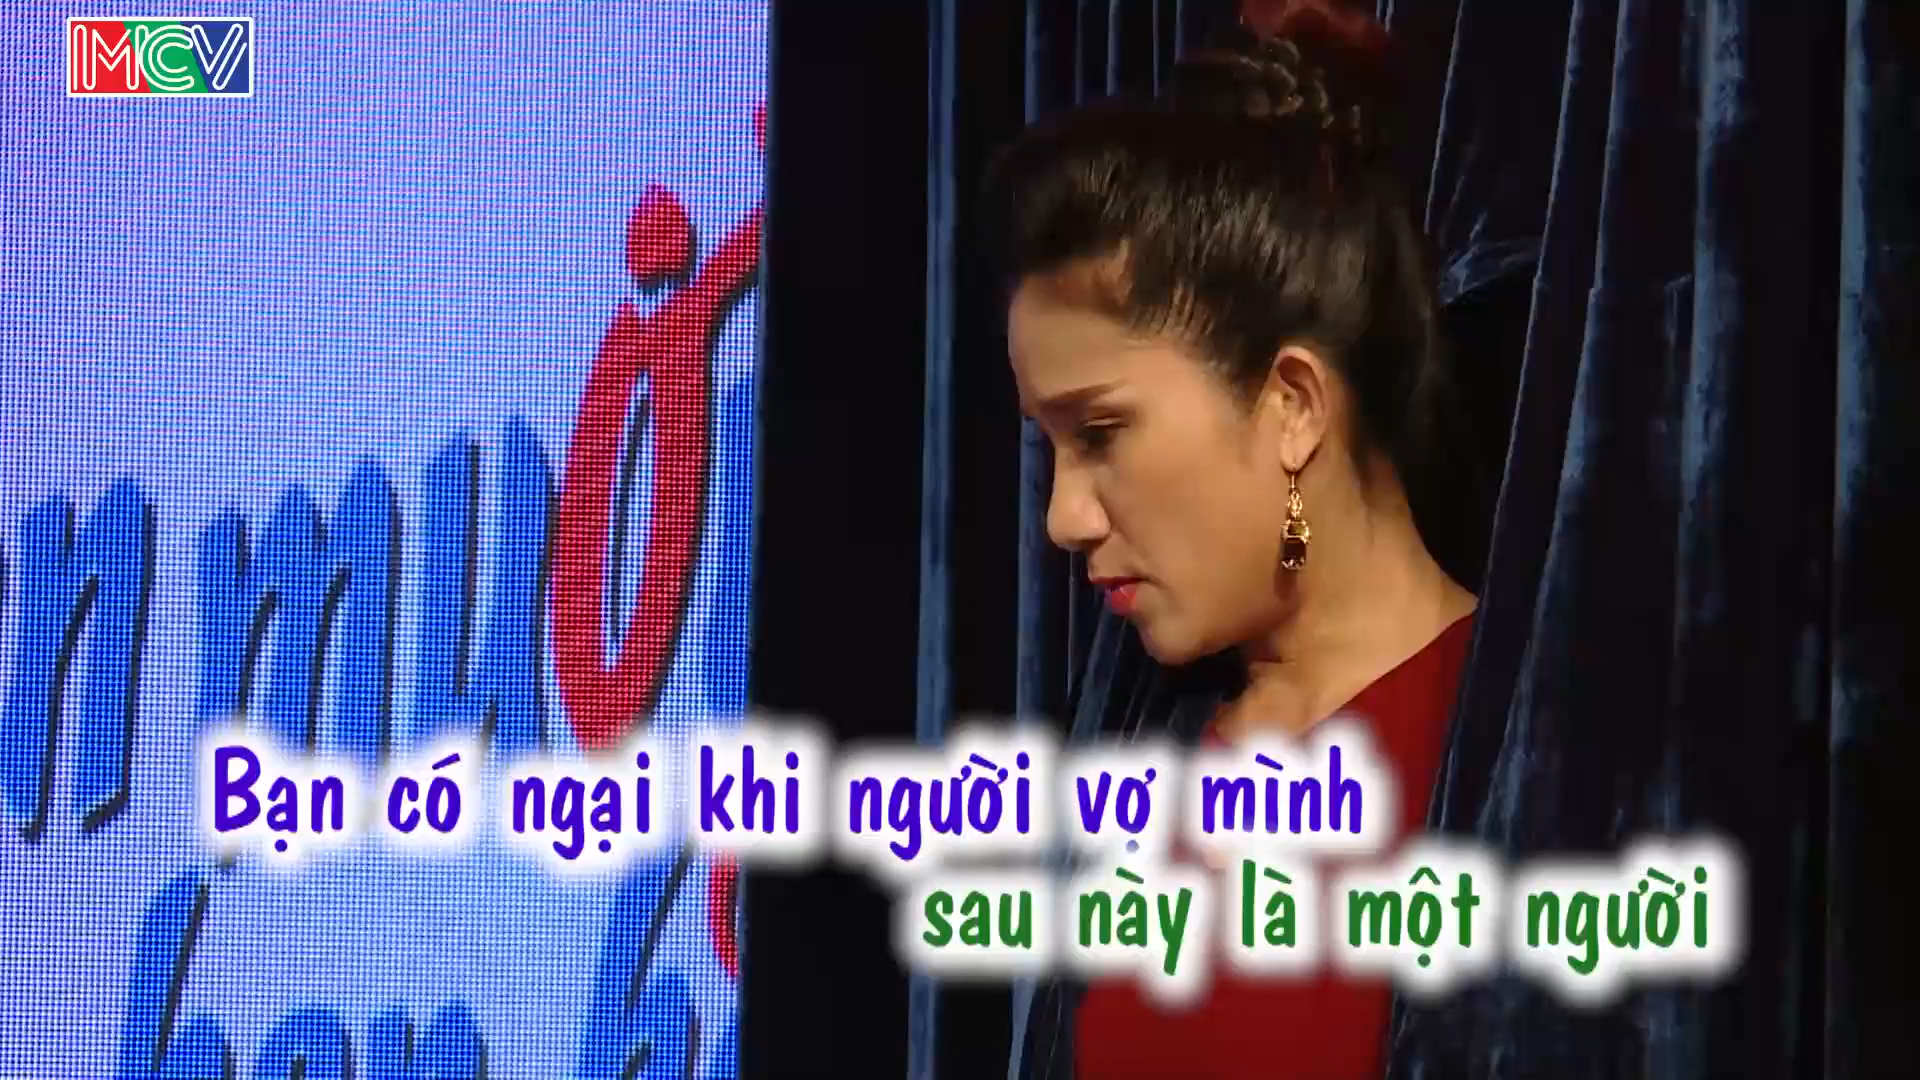 MCV
Bạn có ngại khi người vợ mình
sau này là một người